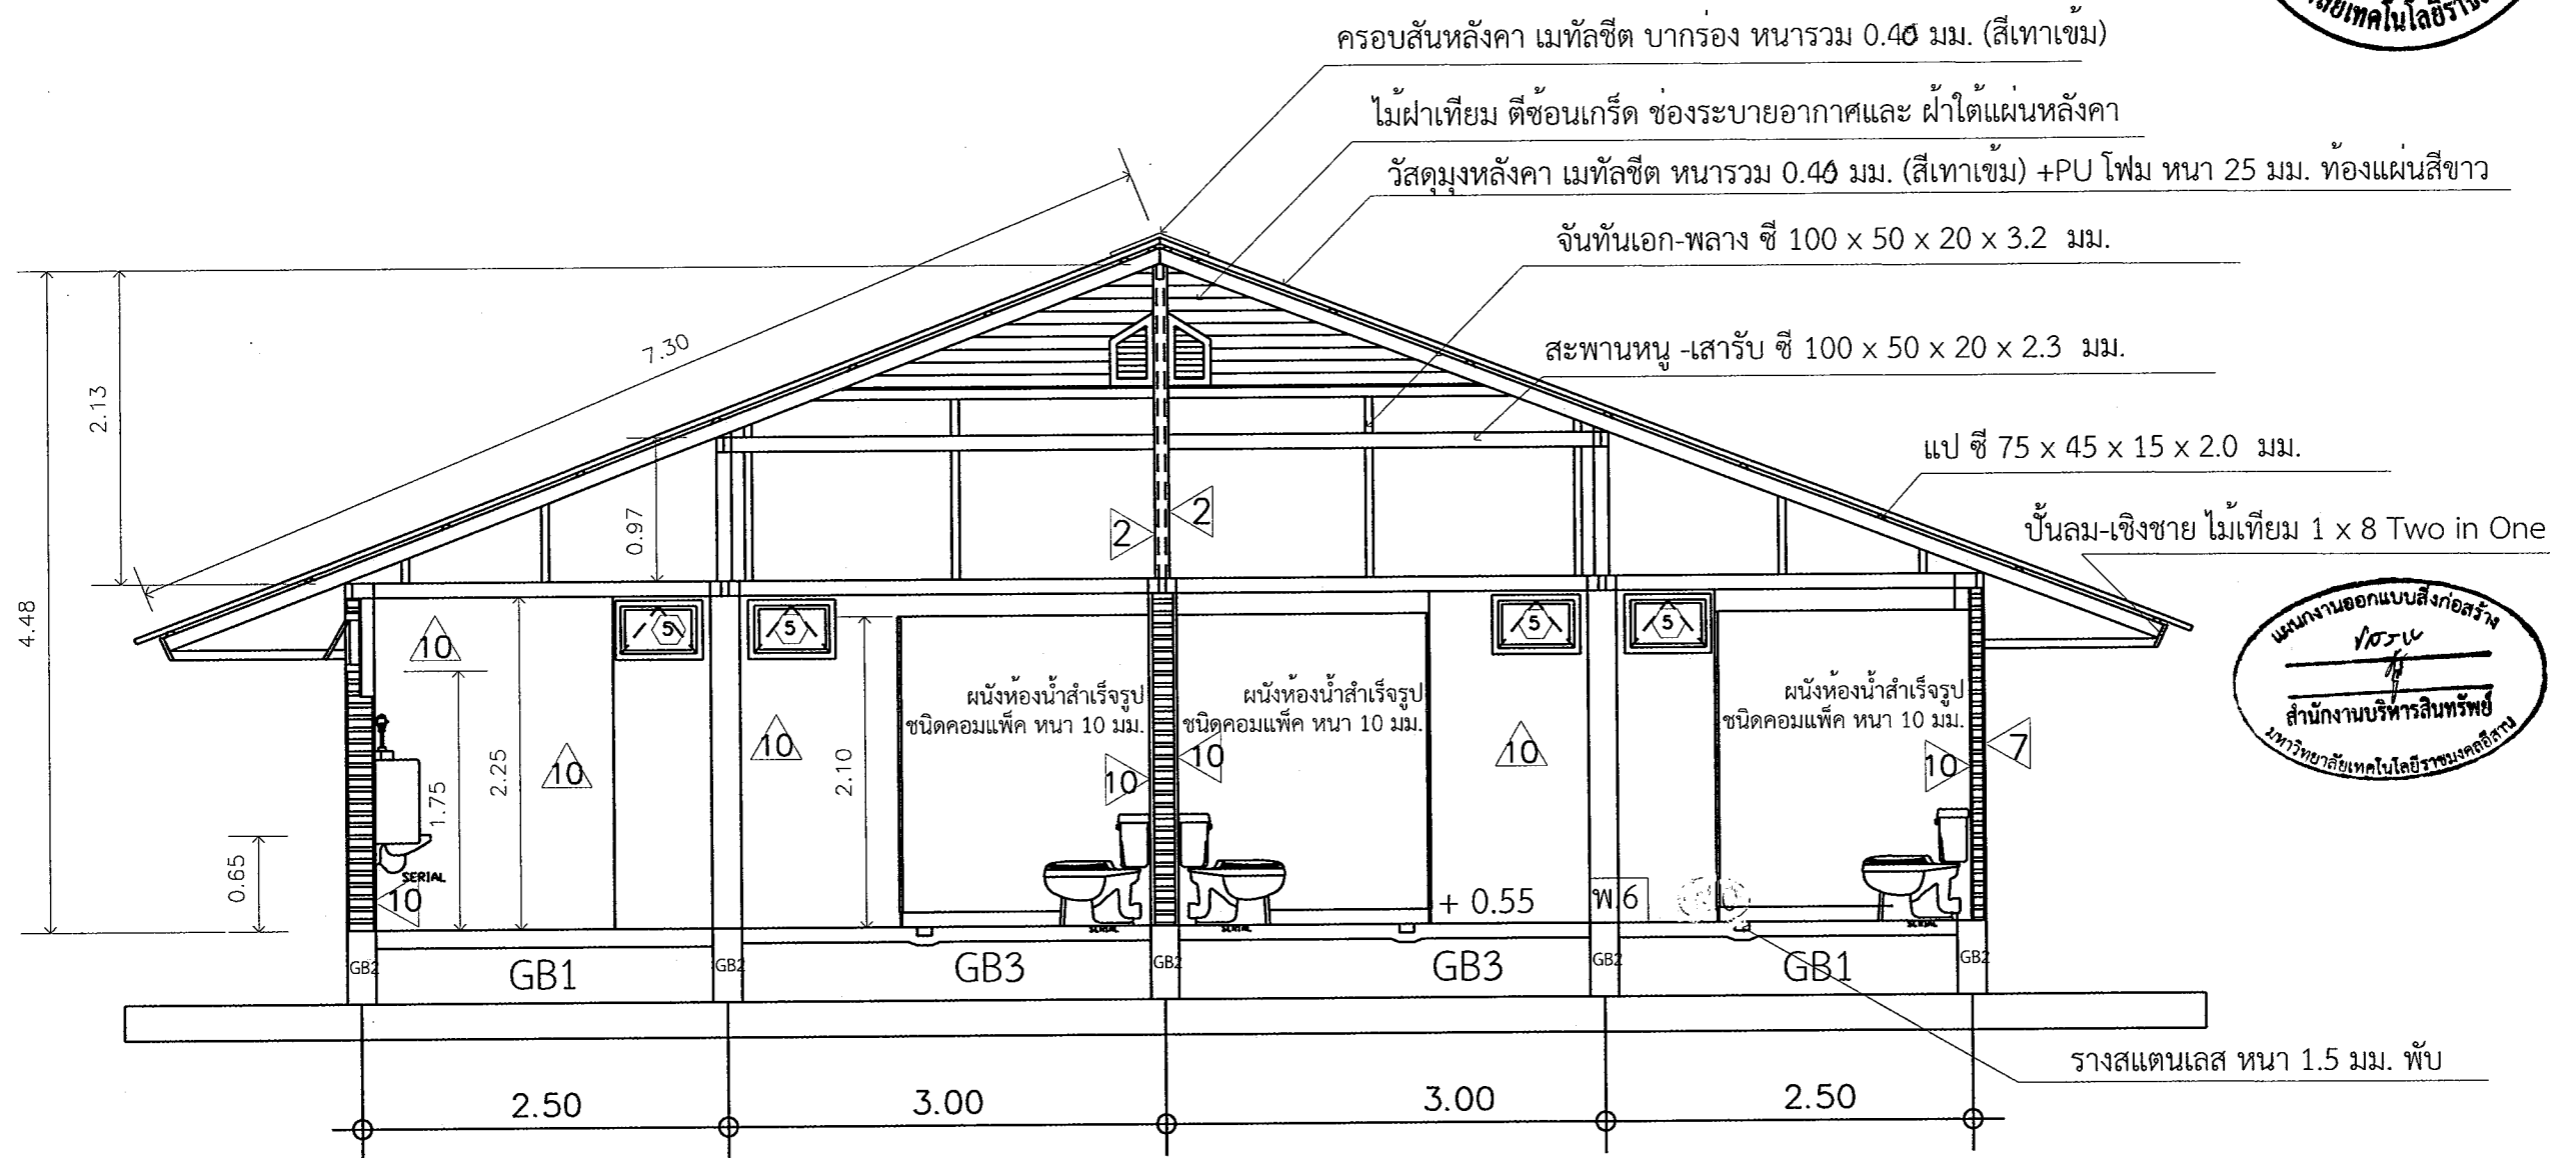 ครอบสันหลังคา เมทัลชีต บากร่อง หนารวม 0.40 มม. (สีเทาเข้ม)
ไม้ฝาเทียม ตีซ้อนเกร็ด ช่องระบายอากาศและ ฝ้าใต้แผ่นหลังคา
วัสดุมุงหลังคา เมทัลชีต หนารวม 0.40 มม. (สีเทาเข้ม) +PU โฟม หนา 25 มม. ท้องแผ่นสีขาว
จันทันเอก-พลาง ซี 100 x 50 x 20 x 3.2 มม.
สะพานหนู -เสารับ ซี 100 x 50 x 20 x 2.3 มม.
แป ซี 75 x 45 x 15 x 2.0 มม.
ปั้นลม-เชิงชาย ไม้เทียม 1 x 8 Two in One
7.30
2.13
4.48
0.97
2
2
5
5
5
5
10
10
10
10
ผนังห้องน้ำสำเร็จรูป
ชนิดคอมแพ็ค หนา 10 มม.
ผนังห้องน้ำสำเร็จรูป
ชนิดคอมแพ็ค หนา 10 มม.
ผนังห้องน้ำสำเร็จรูป
ชนิดคอมแพ็ค หนา 10 มม.
10
10
10
7
10
0.65
1.75
2.25
2.10
SERIAL
SERIAL
SERIAL
SERIAL
+ 0.55
พ.6
GB2
GB1
GB2
GB3
GB2
GB3
GB2
GB1
GB2
รางสแตนเลส หนา 1.5 มม. พับ
2.50
3.00
3.00
2.50
แผนกงานออกแบบสิ่งก่อสร้าง
สำนักงานบริหารสินทรัพย์
มหาวิทยาลัยเทคโนโลยีราชมงคลอีสาน